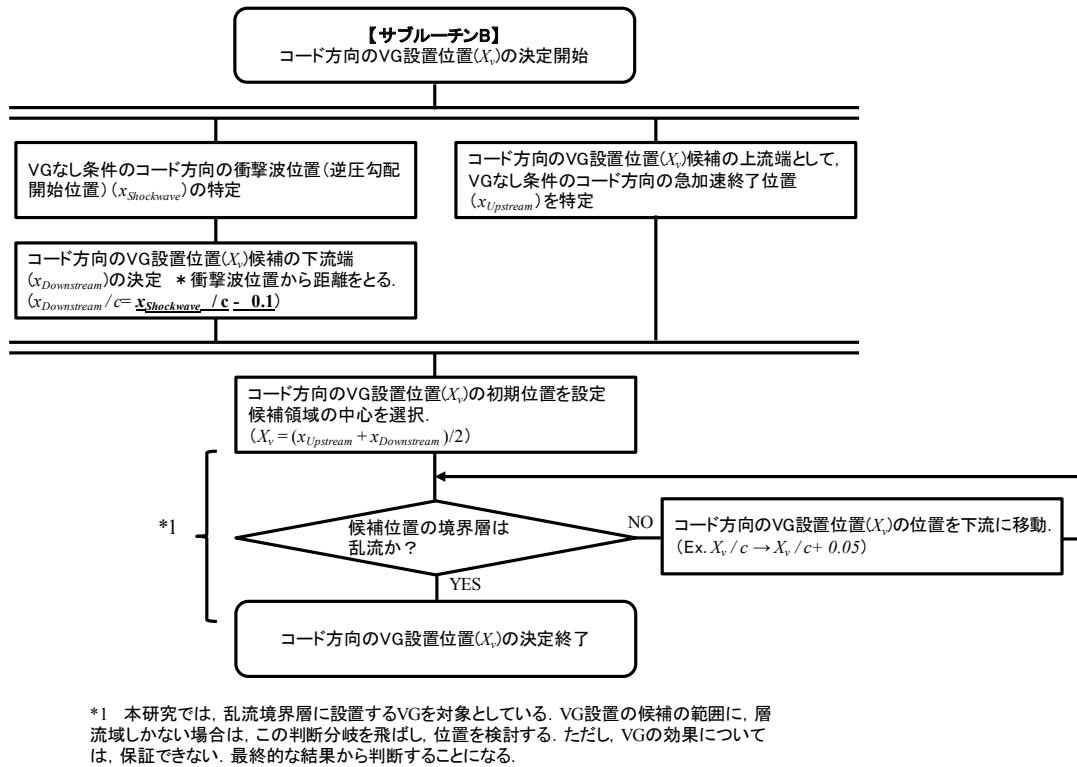 【サブルーチンB】
コード方向のVG設置位置(Xv)の決定開始
VGなし条件のコード方向の衝撃波位置(逆圧勾配
開始位置)(xShockwave)の特定
コード方向のVG設置位置(Xv)候補の下流端
(xDownstream)の決定 *衝撃波位置から距離をとる.
(xDownstream / c= xShockwave / c - 0.1)
コード方向のVG設置位置(Xv)候補の上流端として,
VGなし条件のコード方向の急加速終了位置
(xUpstream)を特定
コード方向のVG設置位置(Xv)の初期位置を設定
候補領域の中心を選択.
(Xv = (xUpstream + xDownstream )/2)
*1
候補位置の境界層は
乱流か?
NO
コード方向のVG設置位置(Xv)の位置を下流に移動.
(Ex. Xv / c → Xv / c+ 0.05)
YES
コード方向のVG設置位置(Xv)の決定終了
*1 本研究では, 乱流境界層に設置するVGを対象としている. VG設置の候補の範囲に, 層
流域しかない場合は, この判断分岐を飛ばし, 位置を検討する. ただし, VGの効果について
は, 保証できない. 最終的な結果から判断することになる.